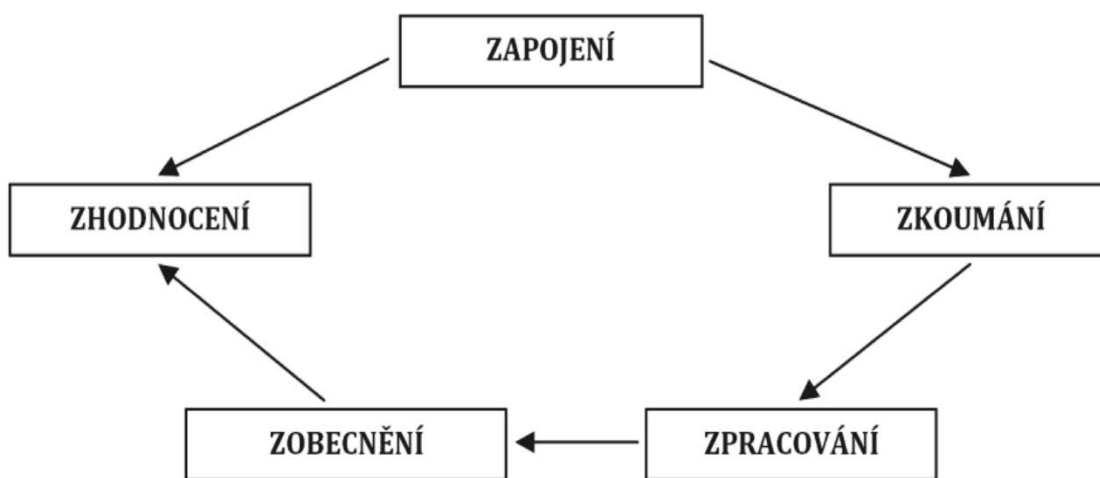 ZAPOJENÍ
ZHODNOCENÍ
ZKOUMÁNÍ
ZOBECNĚNÍ
ZPRACOVÁNÍ